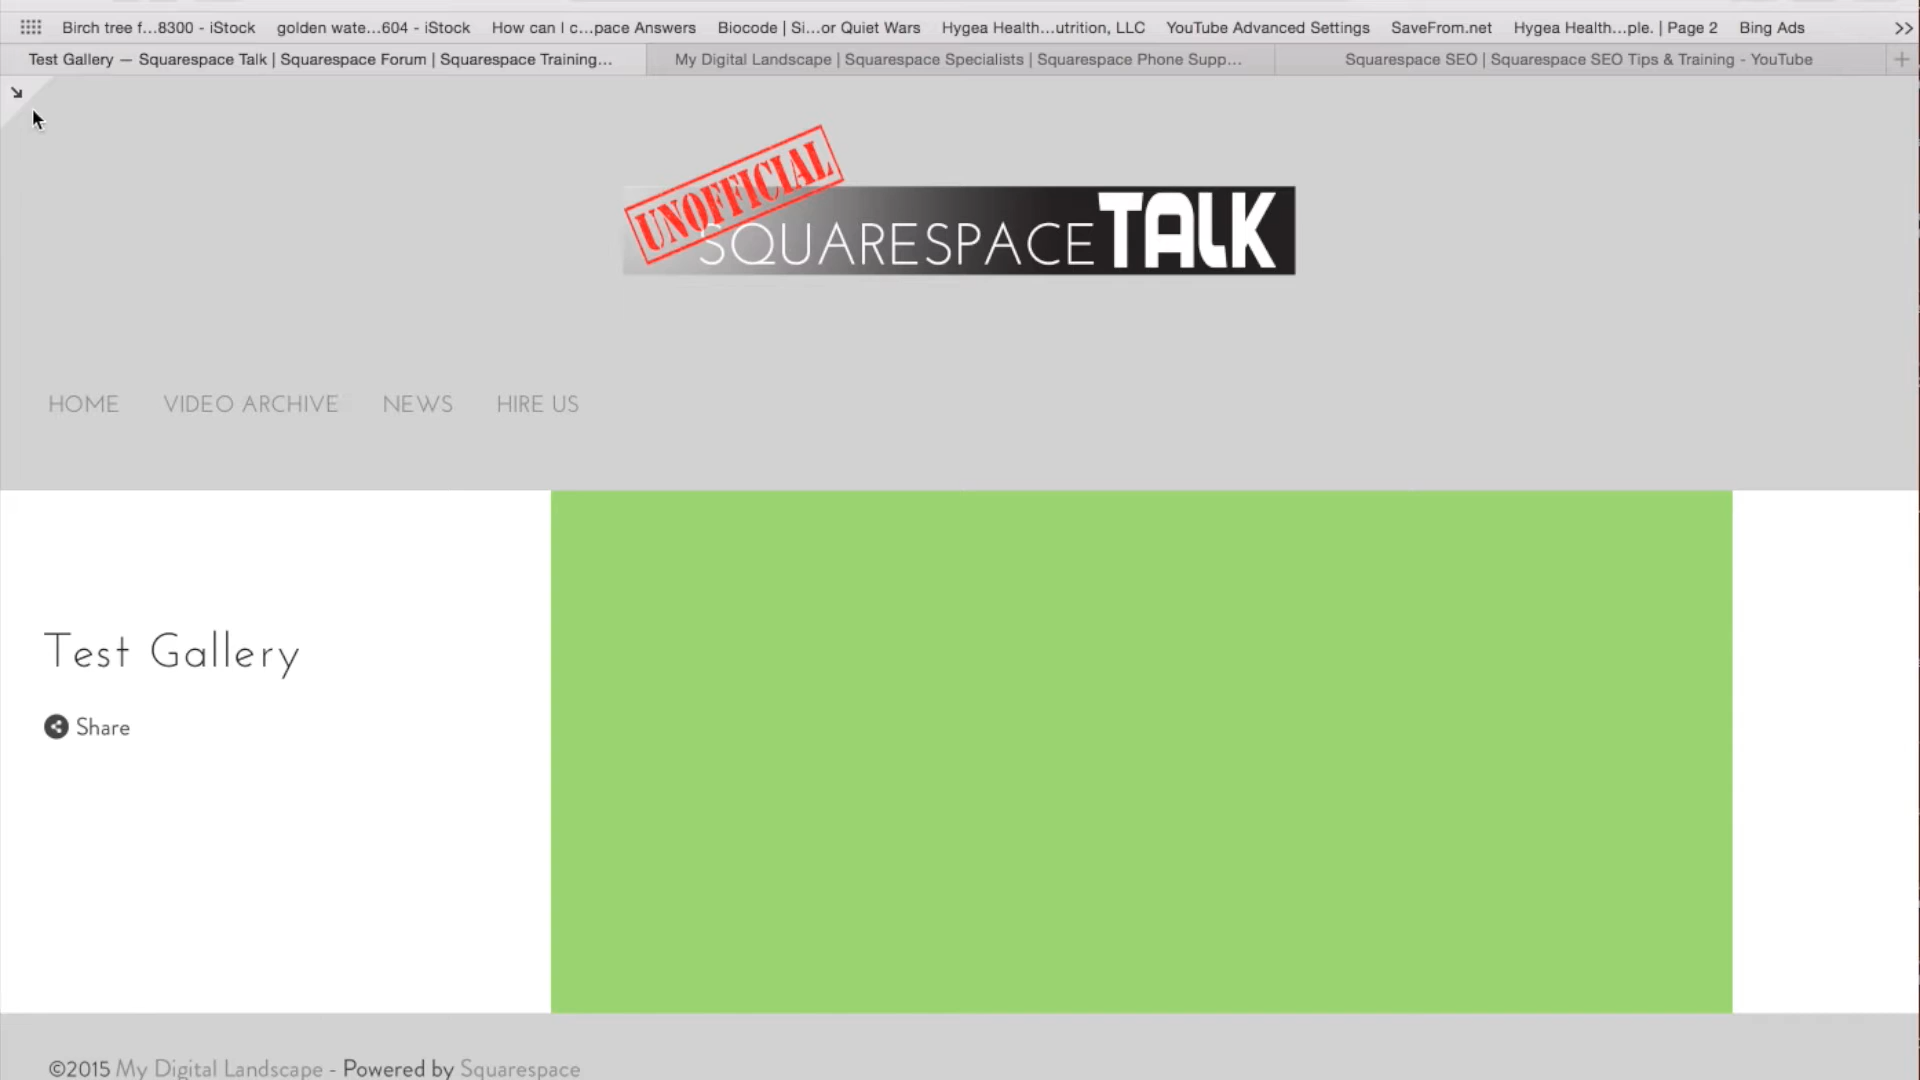 Birch tree f...8300 - iStock golden wate...604 - iStock How can I c...pace Answers Biocode | Si...or Quiet Wars Hygea Health...utrition, LLC YouTube Advanced Settings SaveFrom.net Hygea Health...ple. | Page 2 Bing Ads
Test Gallery — Squarespace Talk | Squarespace Forum | Squarespace Training... My Digital Landscape | Squarespace Specialists | Squarespace Phone Supp... Squarespace SEO | Squarespace SEO Tips & Training - YouTube
UNOFFICIAL
SQUARESPACETALK
HOME VIDEO ARCHIVE NEWS HIRE US
Test Gallery
Share
©2015 My Digital Landscape - Powered by Squarespace